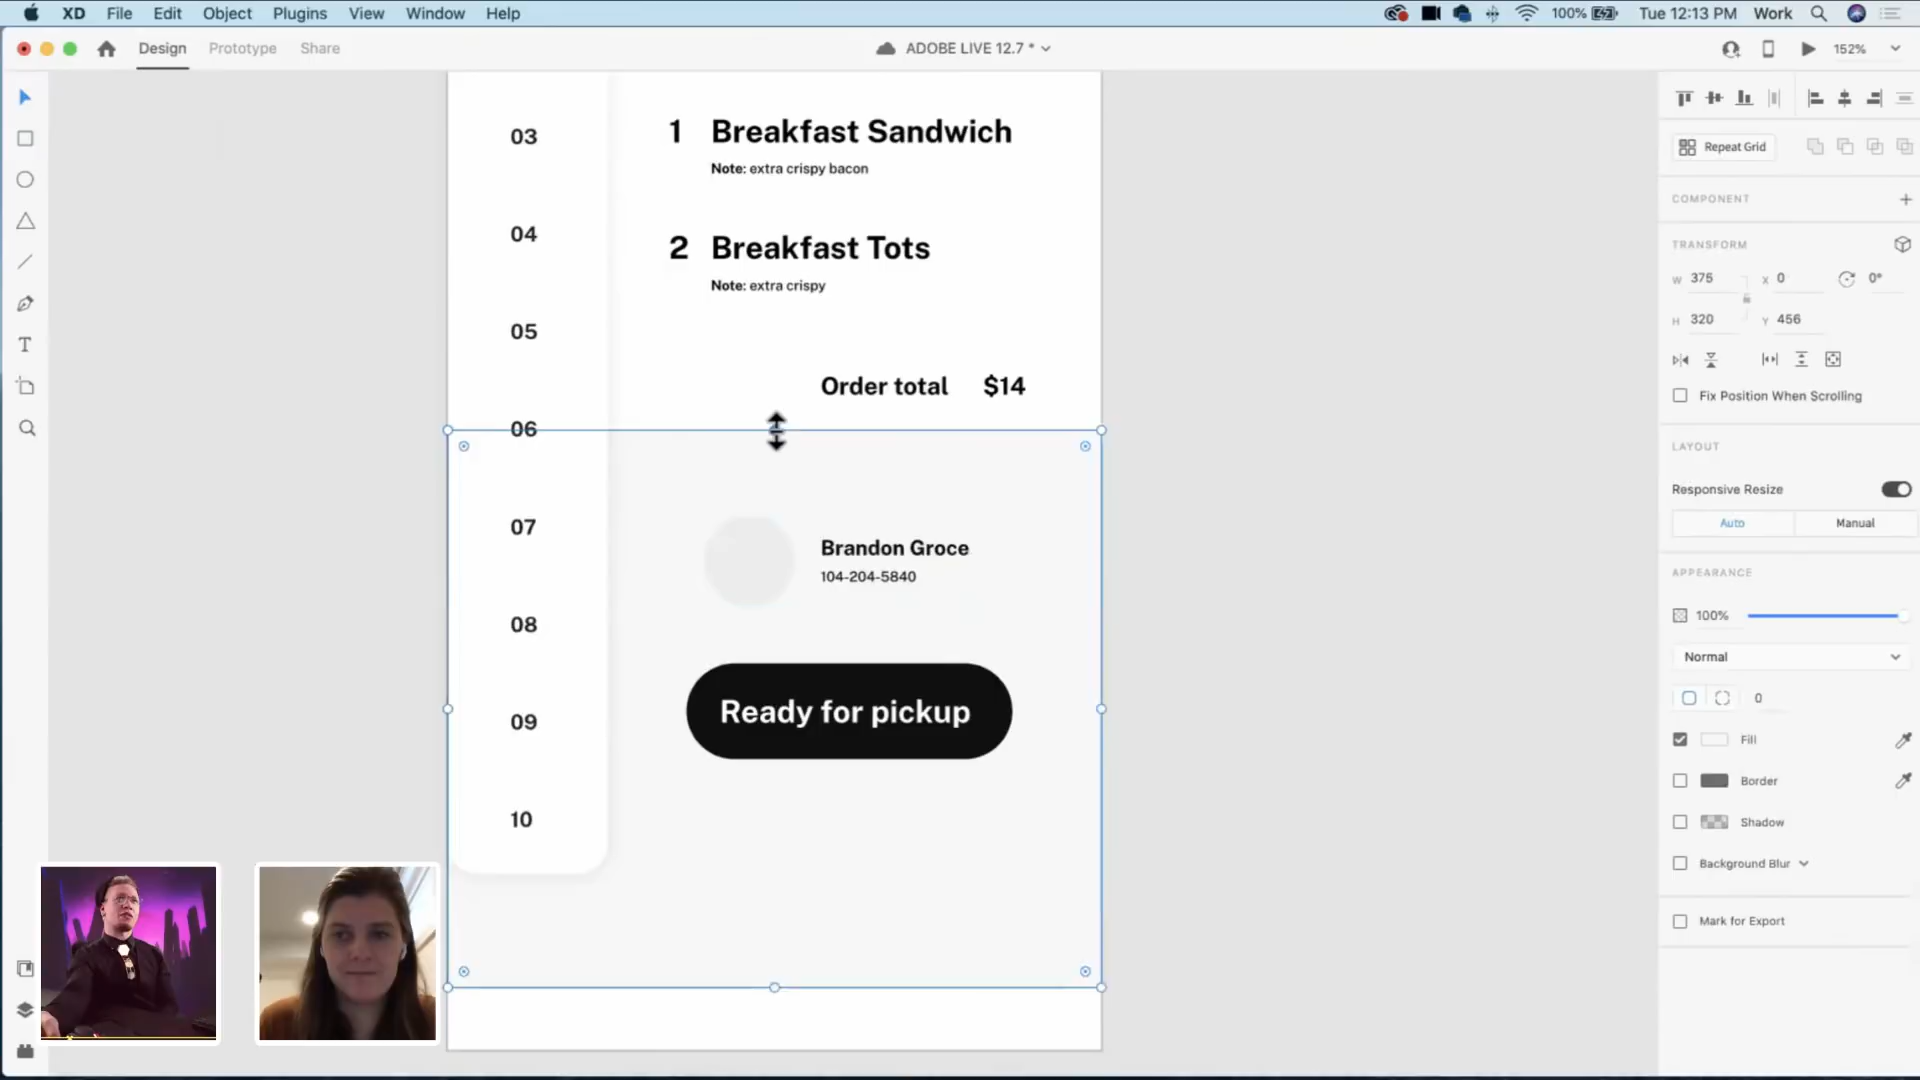 XD File Edit Object Plugins View Window Help 100% Tue 12:13 PM Work
Design Prototype Share ADOBE LIVE 12.7 * 152%
03
1 Breakfast Sandwich
Note: extra crispy bacon
04
2 Breakfast Tots
Note: extra crispy
05
Order total $14
06
07
Brandon Groce
104-204-5840
08
Ready for pickup
09
10
Repeat Grid
COMPONENT
TRANSFORM
W 375 X 0 0°
H 320 Y 456
Fix Position When Scrolling
LAYOUT
Responsive Resize
Auto Manual
APPEARANCE
100%
Normal
0
Fill
Border
Shadow
Background Blur
Mark for Export